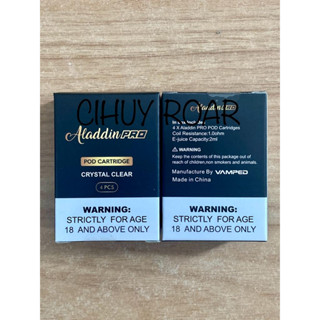 CIHUY ROAR
Aladdin PRO
POD CARTRIDGE
CRYSTAL CLEAR
4 PCS
WARNING:
STRICTLY FOR AGE
18 AND ABOVE ONLY
Aladdin PRO
4 X Aladdin PRO POD Cartridges
Coil Resistance:1.0ohm
E-juice Capacity:2ml
WARNING
Keep the contents of this package out of
reach of children,non smokers and animals.
Manufacture By VAMPED
Made in China
WARNING:
STRICTLY FOR AGE
18 AND ABOVE ONLY